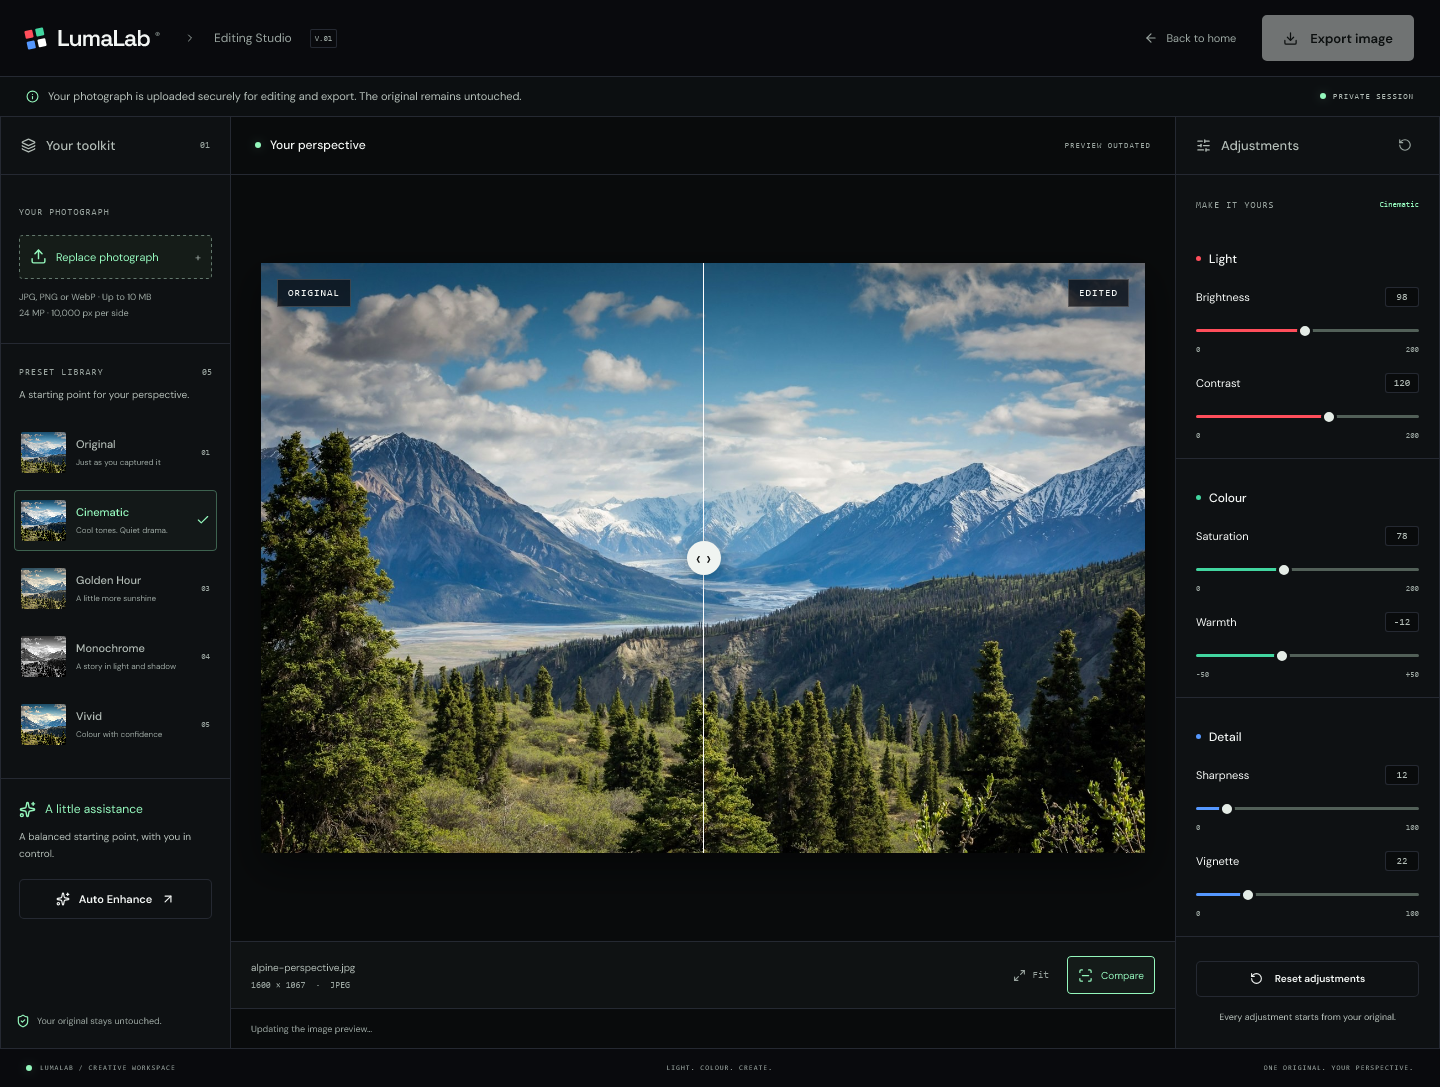 LumaLab ®
Editing Studio
V.01
Back to home
Export image
Your photograph is uploaded securely for editing and export. The original remains untouched.
PRIVATE SESSION
Your toolkit
01
YOUR PHOTOGRAPH
Replace photograph
+
JPG, PNG or WebP · Up to 10 MB
24 MP · 10,000 px per side
PRESET LIBRARY
05
A starting point for your perspective.
Original
Just as you captured it
01
Cinematic
Cool tones. Quiet drama.
Golden Hour
A little more sunshine
03
Monochrome
A story in light and shadow
04
Vivid
Colour with confidence
05
A little assistance
A balanced starting point, with you in
control.
Auto Enhance
Your original stays untouched.
Your perspective
PREVIEW OUTDATED
ORIGINAL
EDITED
alpine-perspective.jpg
1600 × 1067 · JPEG
Fit
Compare
Updating the image preview…
Adjustments
MAKE IT YOURS
Cinematic
Light
Brightness
98
0
200
Contrast
120
0
200
Colour
Saturation
78
0
200
Warmth
-12
-50
+50
Detail
Sharpness
12
0
100
Vignette
22
0
100
Reset adjustments
Every adjustment starts from your original.
LUMALAB / CREATIVE WORKSPACE
LIGHT. COLOUR. CREATE.
ONE ORIGINAL. YOUR PERSPECTIVE.